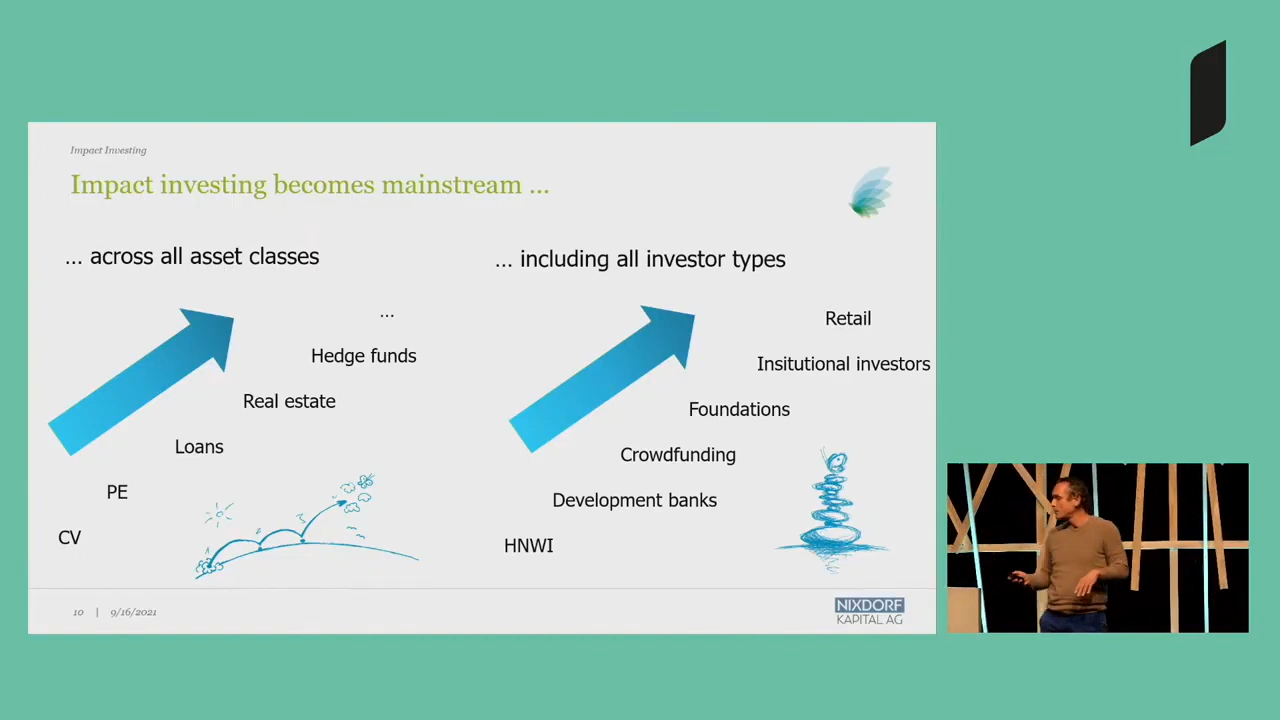 Impact Investing
Impact investing becomes mainstream ...
... across all asset classes
...
Hedge funds
Real estate
Loans
PE
CV
... including all investor types
Retail
Insitutional investors
Foundations
Crowdfunding
Development banks
HNWI
10 | 9/16/2021
NIXDORF
KAPITAL AG